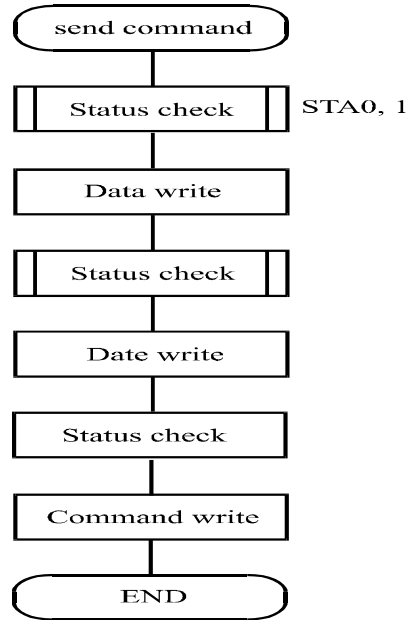 send command
Status check
STA0, 1
Data write
Status check
Date write
Status check
Command write
END